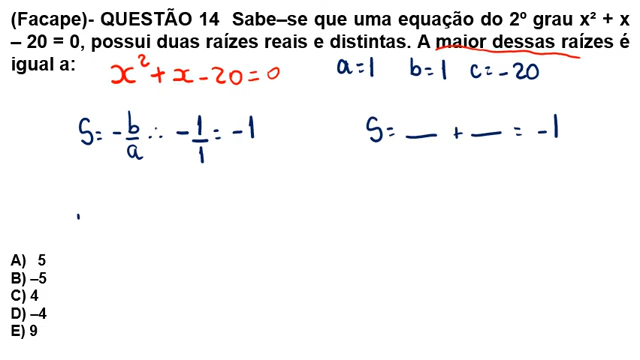 (Facape)- QUESTÃO 14 Sabe–se que uma equação do 2º grau x² + x
– 20 = 0, possui duas raízes reais e distintas. A maior dessas raízes é
igual a:
x² + x - 20 = 0 a = 1 b = 1 c = - 20
S = - b/a ∴ - 1/1 = - 1 S = __ + __ = - 1
A) 5
B) –5
C) 4
D) –4
E) 9